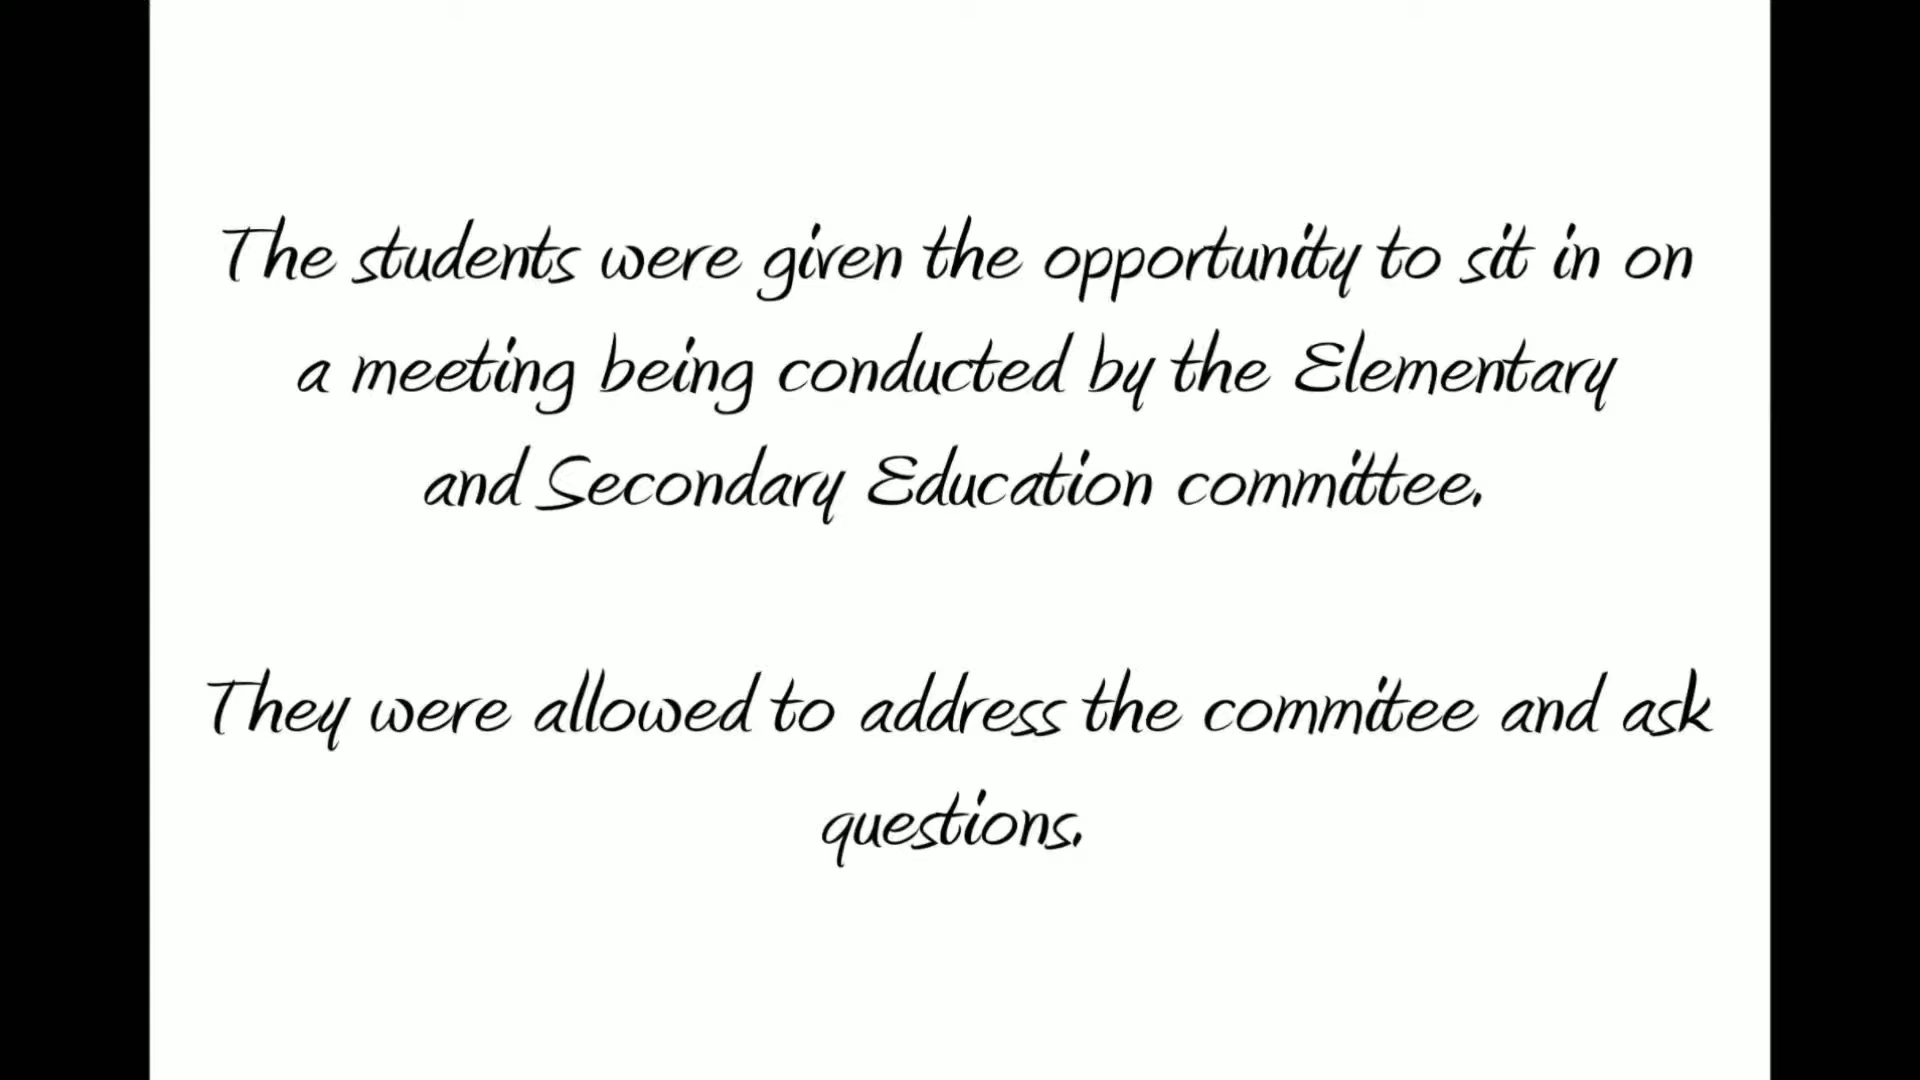 The students were given the opportunity to sit in on
a meeting being conducted by the Elementary
and Secondary Education committee.
They were allowed to address the commitee and ask
questions.